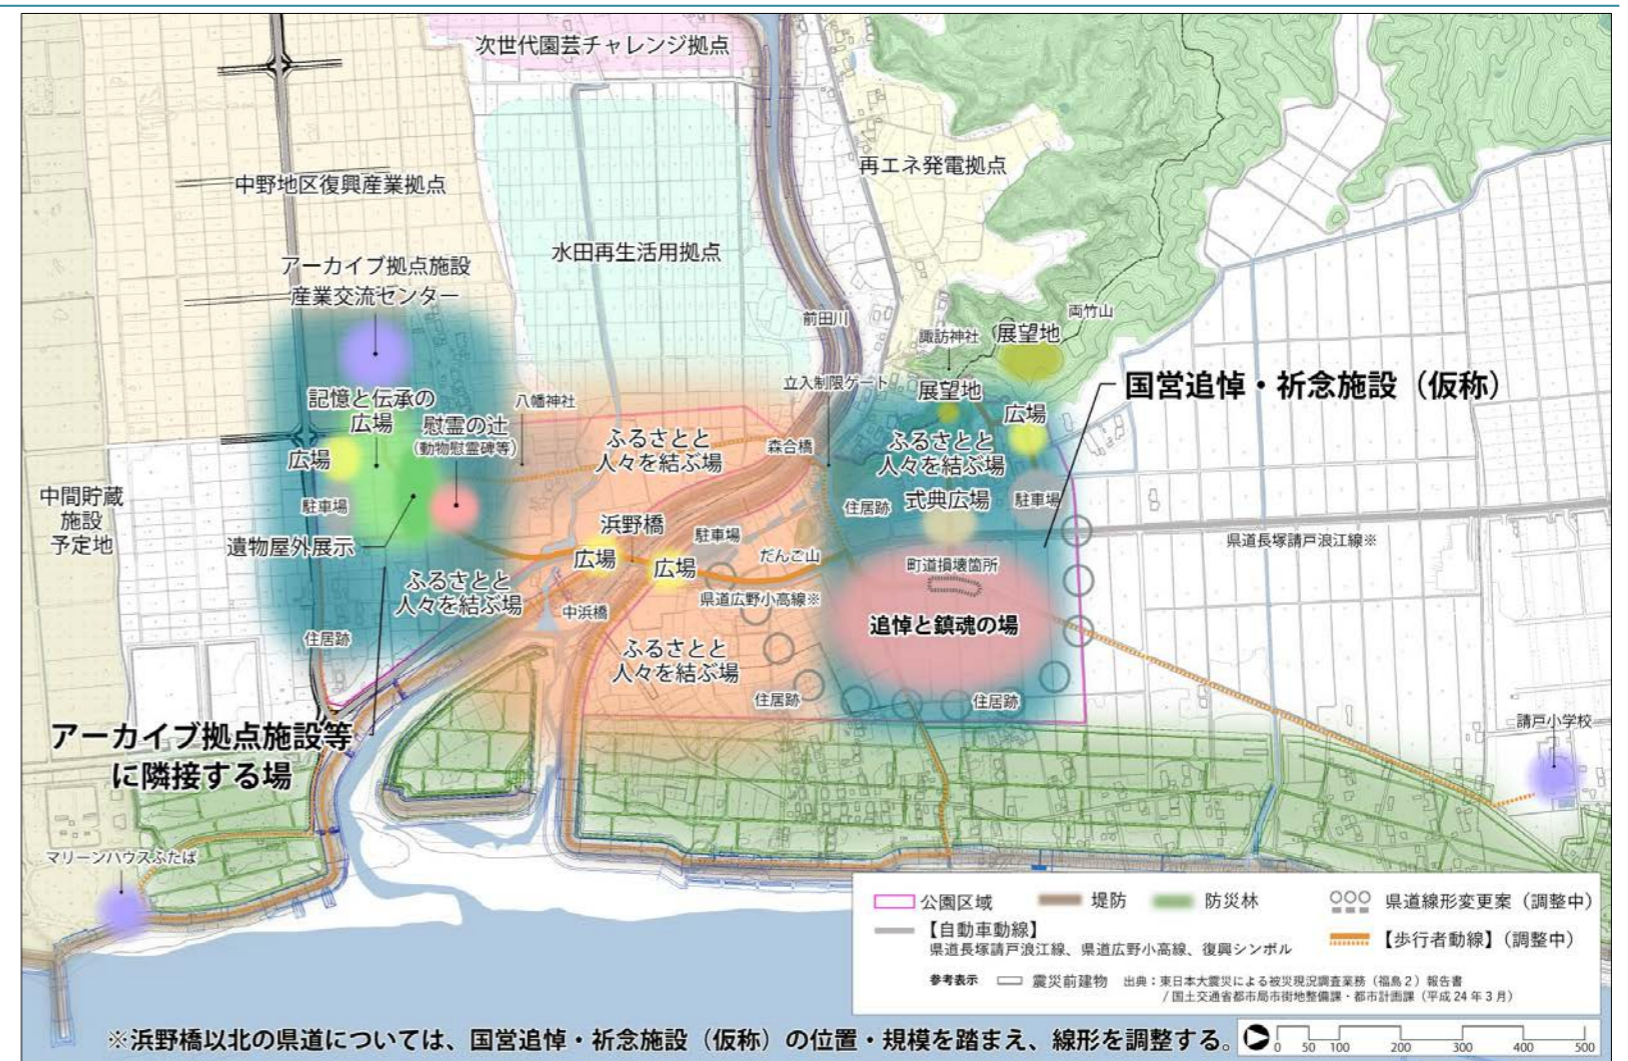 次世代園芸チャレンジ拠点
中野地区復興産業拠点
再エネ発電拠点
水田再生活用拠点
アーカイブ拠点施設
産業交流センター
前田川
両竹山
諏訪神社
展望地
立入制限ゲート
展望地
国営追悼・祈念施設（仮称）
記憶と伝承の
広場
八幡神社
慰霊の辻
（動物慰霊碑等）
広場
広場
ふるさとと
人々を結ぶ場
森合橋
ふるさとと
人々を結ぶ場
中間貯蔵
施設
予定地
駐車場
住居跡
式典広場
駐車場
浜野橋
駐車場
遺物屋外展示
広場
広場
だんご山
県道長塚請戸浪江線※
町道損壊箇所
ふるさとと
人々を結ぶ場
中浜橋
県道広野小高線※
追悼と鎮魂の場
住居跡
ふるさとと
人々を結ぶ場
住居跡
住居跡
請戸小学校
アーカイブ拠点施設等
に隣接する場
マリーンハウスふたば
公園区域
堤防
防災林
県道線形変更案（調整中）
【自動車動線】
県道長塚請戸浪江線、県道広野小高線、復興シンボル
【歩行者動線】（調整中）
参考表示
震災前建物
出典：東日本大震災による被災現況調査業務（福島２）報告書
/ 国土交通省都市局市街地整備課・都市計画課（平成 24 年 3 月）
※浜野橋以北の県道については、国営追悼・祈念施設（仮称）の位置・規模を踏まえ、線形を調整する。
0 50 100 200 300 400 500